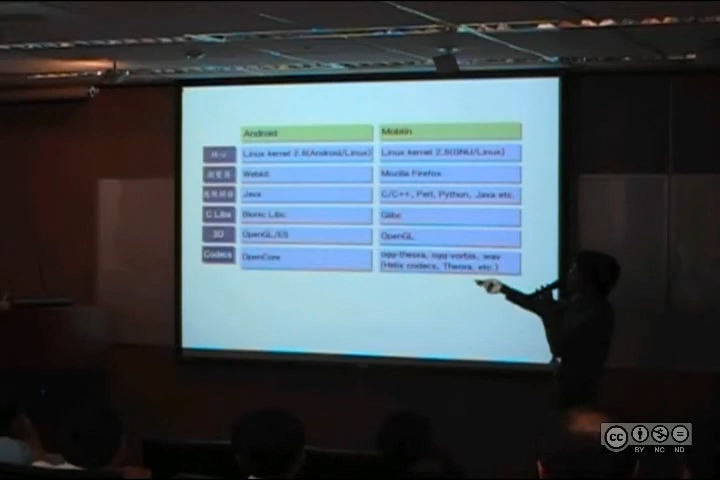 Android Moblin
Linux kernel 2.6(Android/Linux) Linux kernel 2.6(GNU/Linux)
Webkit Mozilla Firefox
Java C/C++, Perl, Python, Java etc.
C Libs Bionic Libc Glibc
3D OpenGL/ES OpenGL
Codecs OpenCore ogg-theora, ogg-vorbis, wav
(Helix codecs, Theora, etc.)
cc
BY NC ND